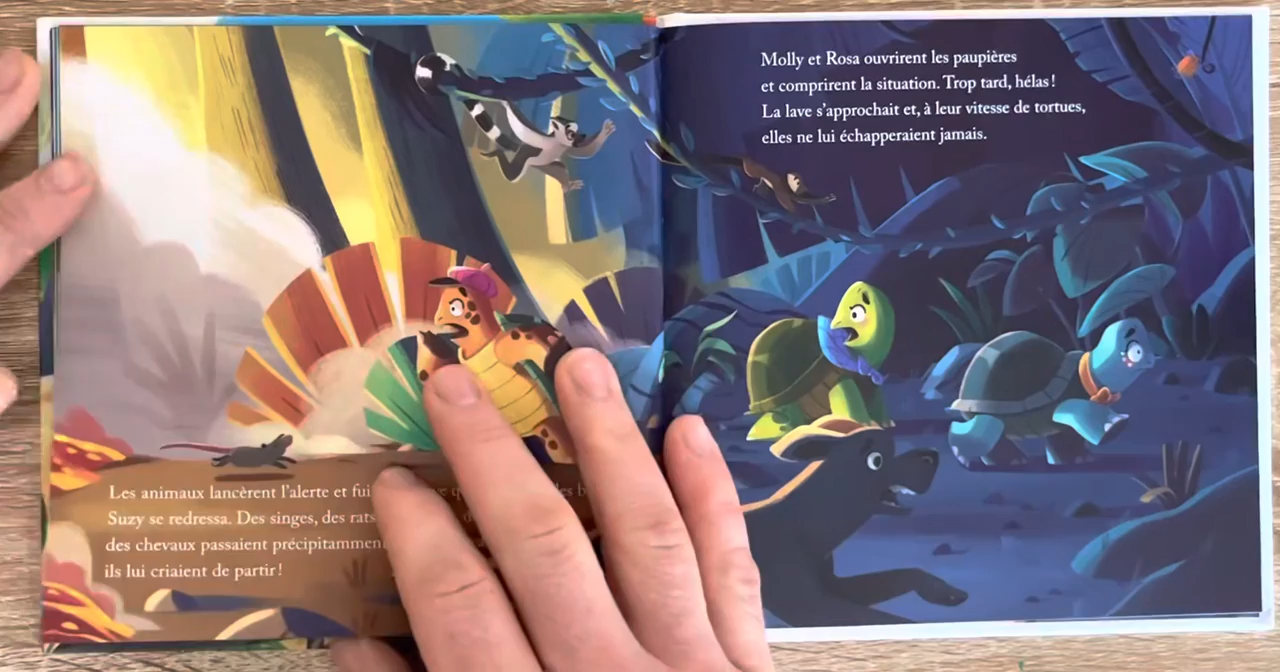 Les animaux lancèrent l'alerte et
Suzy se redressa. Des singes, des rats
des chevaux passaient précipitamment
ils lui criaient de partir !
Molly et Rosa ouvrirent les paupières
et comprirent la situation. Trop tard, hélas !
La lave s'approchait et, à leur vitesse de tortues,
elles ne lui échapperaient jamais.